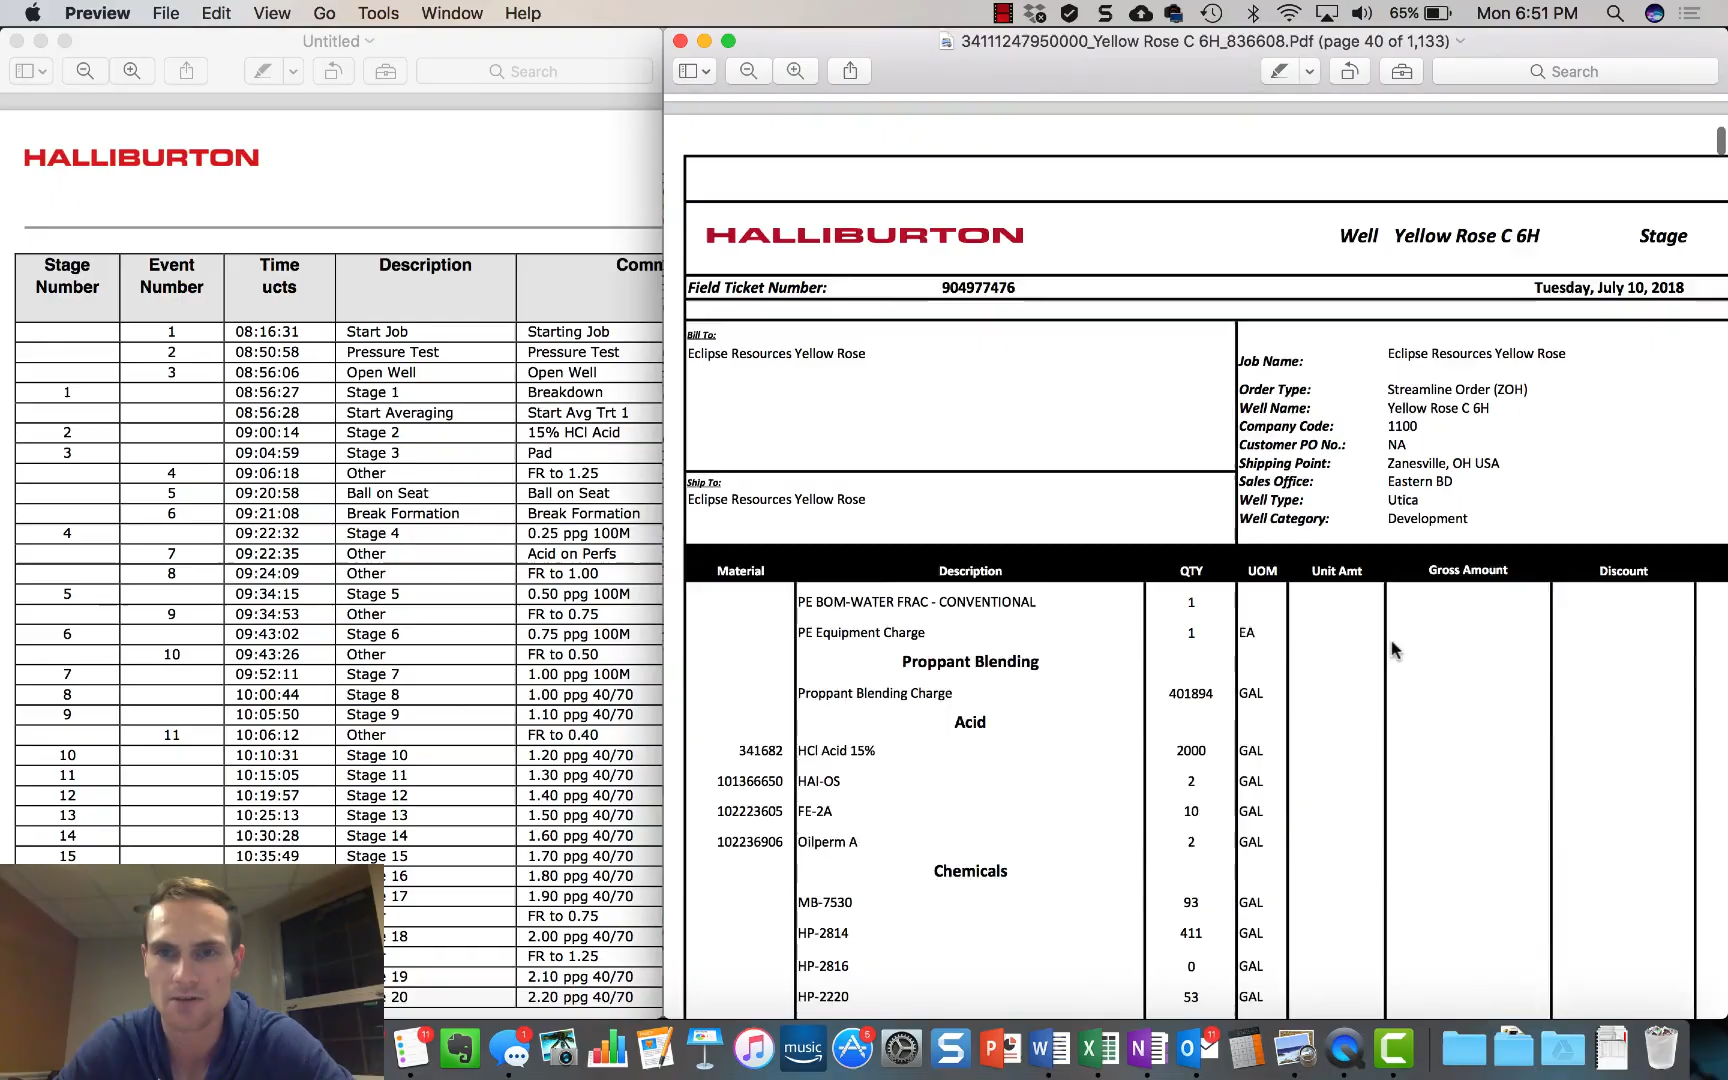 Preview File Edit View Go Tools Window Help 65% Mon 6:51 PM
Untitled
Search
HALLIBURTON
Stage Number Event Number Time ucts Description Comm
1 08:16:31 Start Job Starting Job
2 08:50:58 Pressure Test Pressure Test
3 08:56:06 Open Well Open Well
1 08:56:27 Stage 1 Breakdown
08:56:28 Start Averaging Start Avg Trt 1
2 09:00:14 Stage 2 15% HCl Acid
3 09:04:59 Stage 3 Pad
4 09:06:18 Other FR to 1.25
5 09:20:58 Ball on Seat Ball on Seat
6 09:21:08 Break Formation Break Formation
4 09:22:32 Stage 4 0.25 ppg 100M
7 09:22:35 Other Acid on Perfs
8 09:24:09 Other FR to 1.00
5 09:34:15 Stage 5 0.50 ppg 100M
9 09:34:53 Other FR to 0.75
6 09:43:02 Stage 6 0.75 ppg 100M
10 09:43:26 Other FR to 0.50
7 09:52:11 Stage 7 1.00 ppg 100M
8 10:00:44 Stage 8 1.00 ppg 40/70
9 10:05:50 Stage 9 1.10 ppg 40/70
11 10:06:12 Other FR to 0.40
10 10:10:31 Stage 10 1.20 ppg 40/70
11 10:15:05 Stage 11 1.30 ppg 40/70
12 10:19:57 Stage 12 1.40 ppg 40/70
13 10:25:13 Stage 13 1.50 ppg 40/70
14 10:30:28 Stage 14 1.60 ppg 40/70
15 10:35:49 Stage 15 1.70 ppg 40/70
16 1.80 ppg 40/70
17 1.90 ppg 40/70
FR to 0.75
18 2.00 ppg 40/70
FR to 1.25
19 2.10 ppg 40/70
20 2.20 ppg 40/70
34111247950000_Yellow Rose C 6H_836608.Pdf (page 40 of 1,133)
Search
HALLIBURTON Well Yellow Rose C 6H Stage
Field Ticket Number: 904977476 Tuesday, July 10, 2018
Bill To:
Eclipse Resources Yellow Rose
Ship To:
Eclipse Resources Yellow Rose
Job Name: Eclipse Resources Yellow Rose
Order Type: Streamline Order (ZOH)
Well Name: Yellow Rose C 6H
Company Code: 1100
Customer PO No.: NA
Shipping Point: Zanesville, OH USA
Sales Office: Eastern BD
Well Type: Utica
Well Category: Development
Material Description QTY UOM Unit Amt Gross Amount Discount
PE BOM-WATER FRAC - CONVENTIONAL 1
PE Equipment Charge 1 EA
Proppant Blending
Proppant Blending Charge 401894 GAL
Acid
341682 HCl Acid 15% 2000 GAL
101366650 HAI-OS 2 GAL
102223605 FE-2A 10 GAL
102236906 Oilperm A 2 GAL
Chemicals
MB-7530 93 GAL
HP-2814 411 GAL
HP-2816 0 GAL
HP-2220 53 GAL
11 1 music 6 11